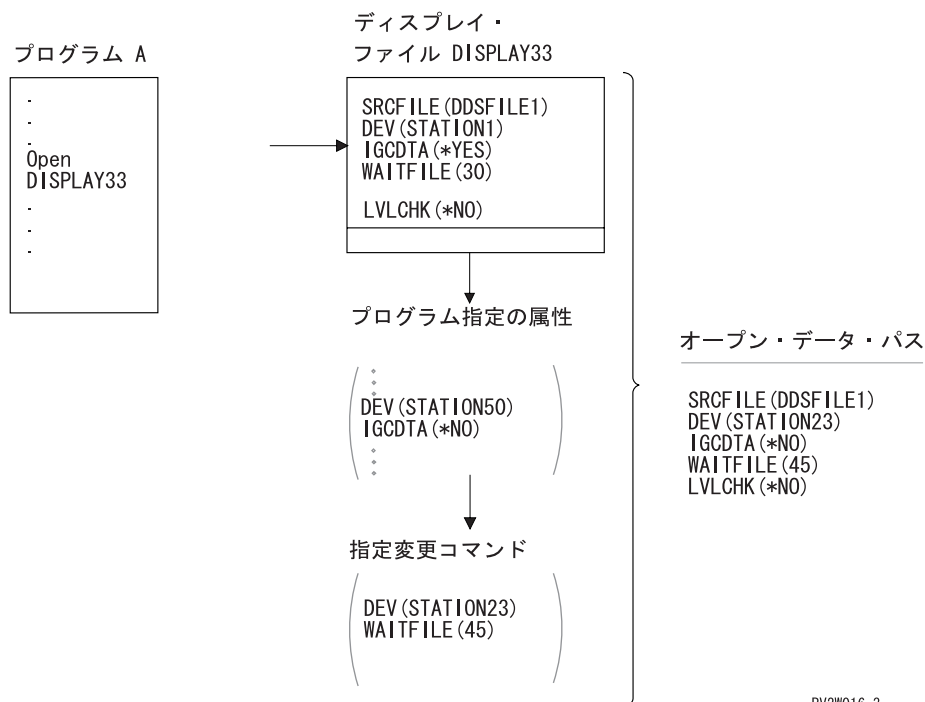 プログラム A
.
.
.
Open
DISPLAY33
.
.
.
ディスプレイ・
ファイル DISPLAY33
SRCFILE(DDSFILE1)
DEV(STATION1)
IGCDTA(*YES)
WAITFILE(30)
LVLCHK(*NO)
プログラム指定の属性
DEV(STATION50)
IGCDTA(*NO)
指定変更コマンド
DEV(STATION23)
WAITFILE(45)
オープン・データ・パス
SRCFILE(DDSFILE1)
DEV(STATION23)
IGCDTA(*NO)
WAITFILE(45)
LVLCHK(*NO)